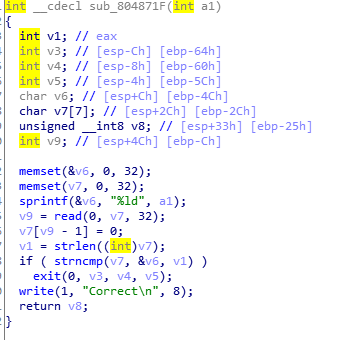 int __cdecl sub_804871F(int a1)
{
int v1; // eax
int v3; // [esp-Ch] [ebp-64h]
int v4; // [esp-8h] [ebp-60h]
int v5; // [esp-4h] [ebp-5Ch]
char v6; // [esp+Ch] [ebp-4Ch]
char v7[7]; // [esp+2Ch] [ebp-2Ch]
unsigned __int8 v8; // [esp+33h] [ebp-25h]
int v9; // [esp+4Ch] [ebp-Ch]
memset(&v6, 0, 32);
memset(v7, 0, 32);
sprintf(&v6, "%ld", a1);
v9 = read(0, v7, 32);
v7[v9 - 1] = 0;
v1 = strlen((int)v7);
if ( strncmp(v7, &v6, v1) )
exit(0, v3, v4, v5);
write(1, "Correct\n", 8);
return v8;
}